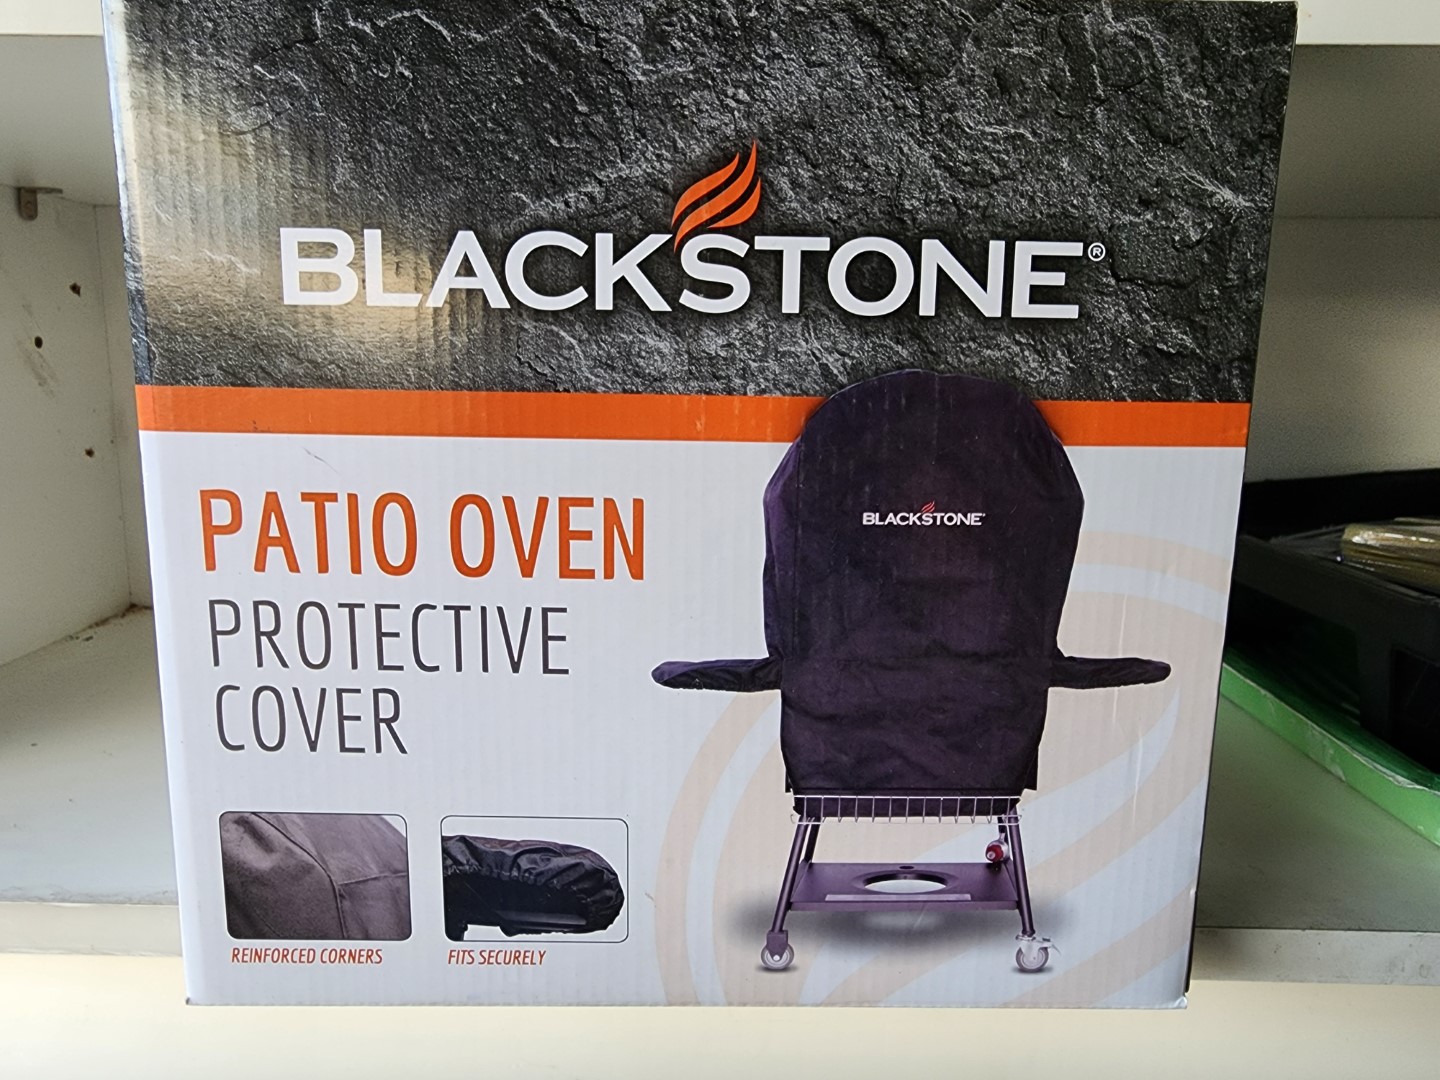 BLACKSTONE®
PATIO OVEN
PROTECTIVE
COVER
BLACKSTONE
REINFORCED CORNERS
FITS SECURELY